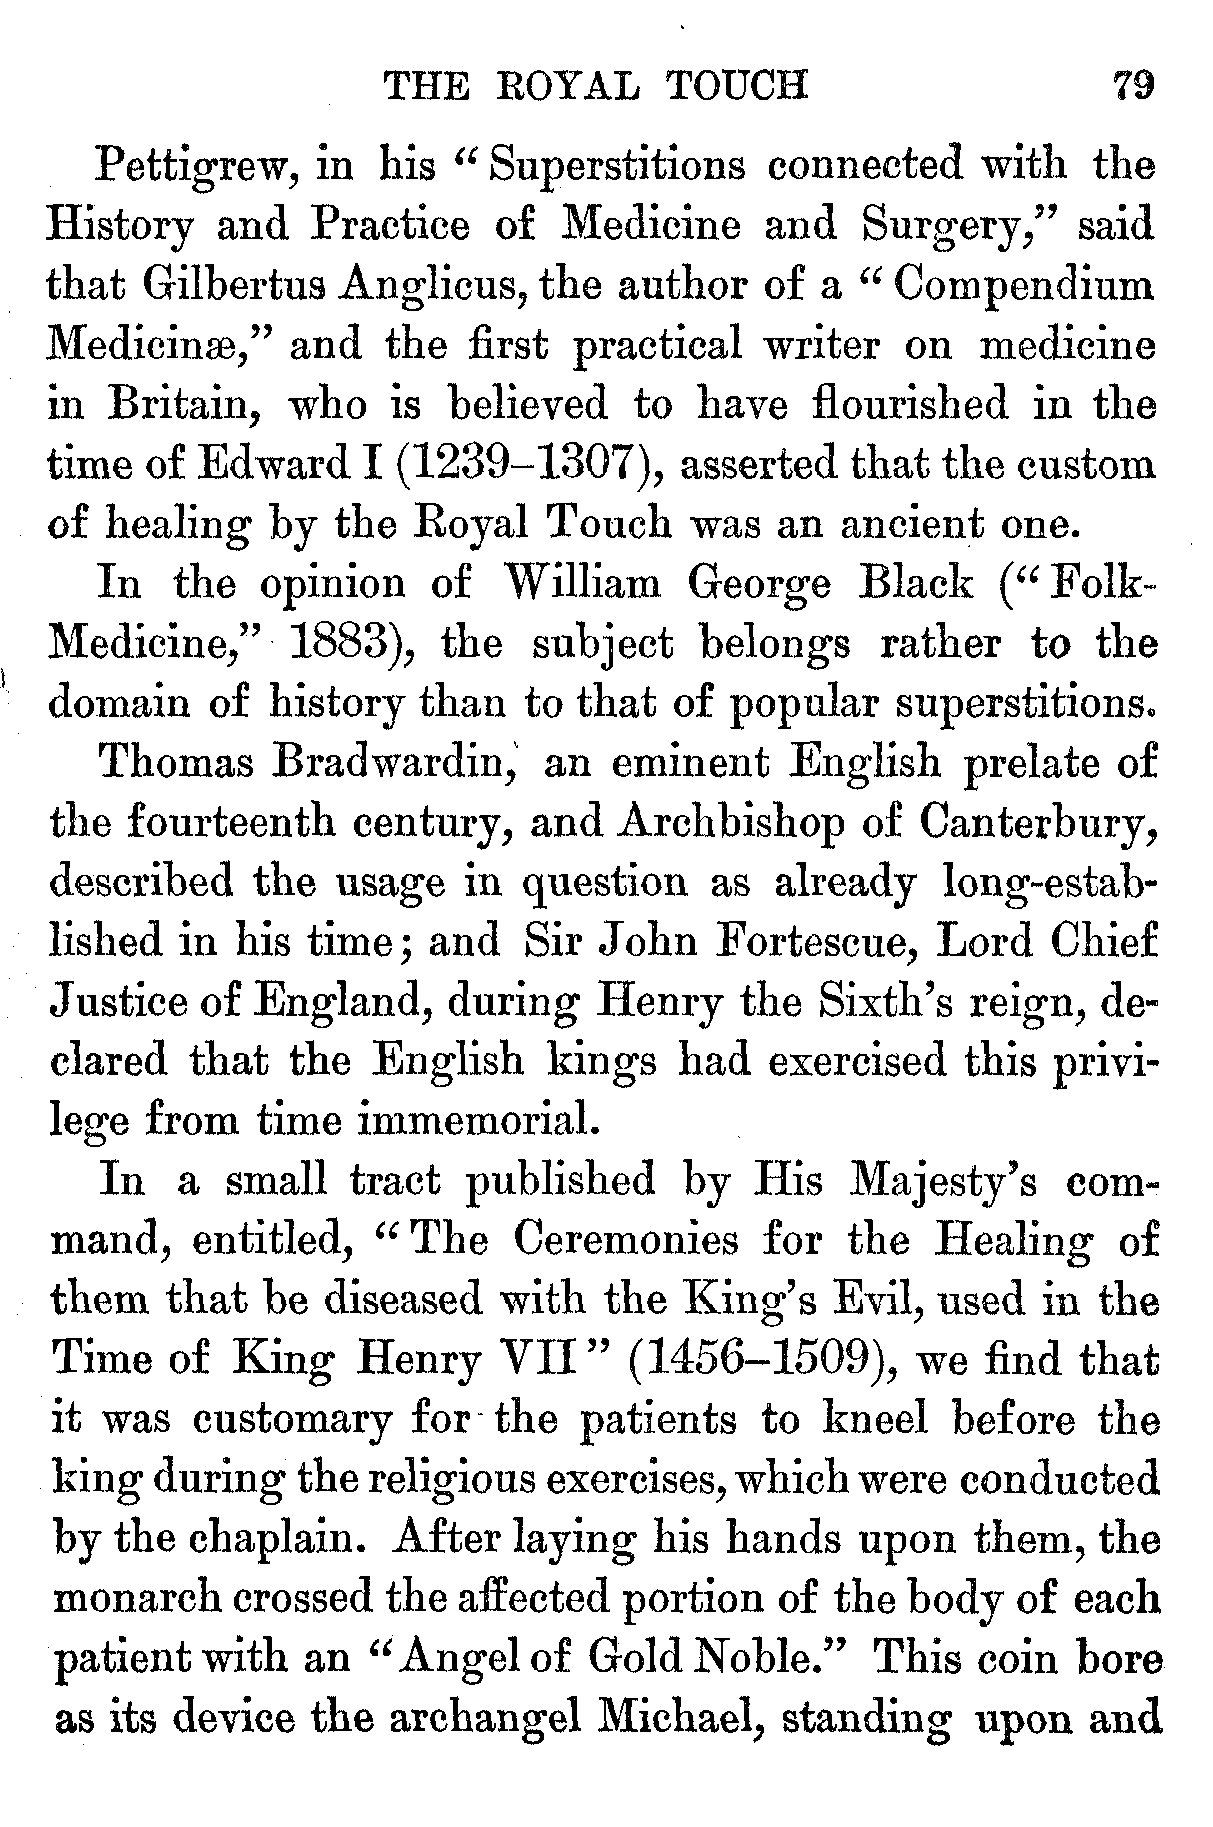 THE ROYAL TOUCH 79
Pettigrew, in his “Superstitions connected with the
History and Practice of Medicine and Surgery,” said
that Gilbertus Anglicus, the author of a “Compendium
Medicinæ,” and the first practical writer on medicine
in Britain, who is believed to have flourished in the
time of Edward I (1239–1307), asserted that the custom
of healing by the Royal Touch was an ancient one.
In the opinion of William George Black (“Folk-
Medicine,” 1883), the subject belongs rather to the
domain of history than to that of popular superstitions.
Thomas Bradwardin, an eminent English prelate of
the fourteenth century, and Archbishop of Canterbury,
described the usage in question as already long-estab-
lished in his time; and Sir John Fortescue, Lord Chief
Justice of England, during Henry the Sixth’s reign, de-
clared that the English kings had exercised this privi-
lege from time immemorial.
In a small tract published by His Majesty’s com-
mand, entitled, “The Ceremonies for the Healing of
them that be diseased with the King’s Evil, used in the
Time of King Henry VII” (1456–1509), we find that
it was customary for the patients to kneel before the
king during the religious exercises, which were conducted
by the chaplain. After laying his hands upon them, the
monarch crossed the affected portion of the body of each
patient with an “Angel of Gold Noble.” This coin bore
as its device the archangel Michael, standing upon and